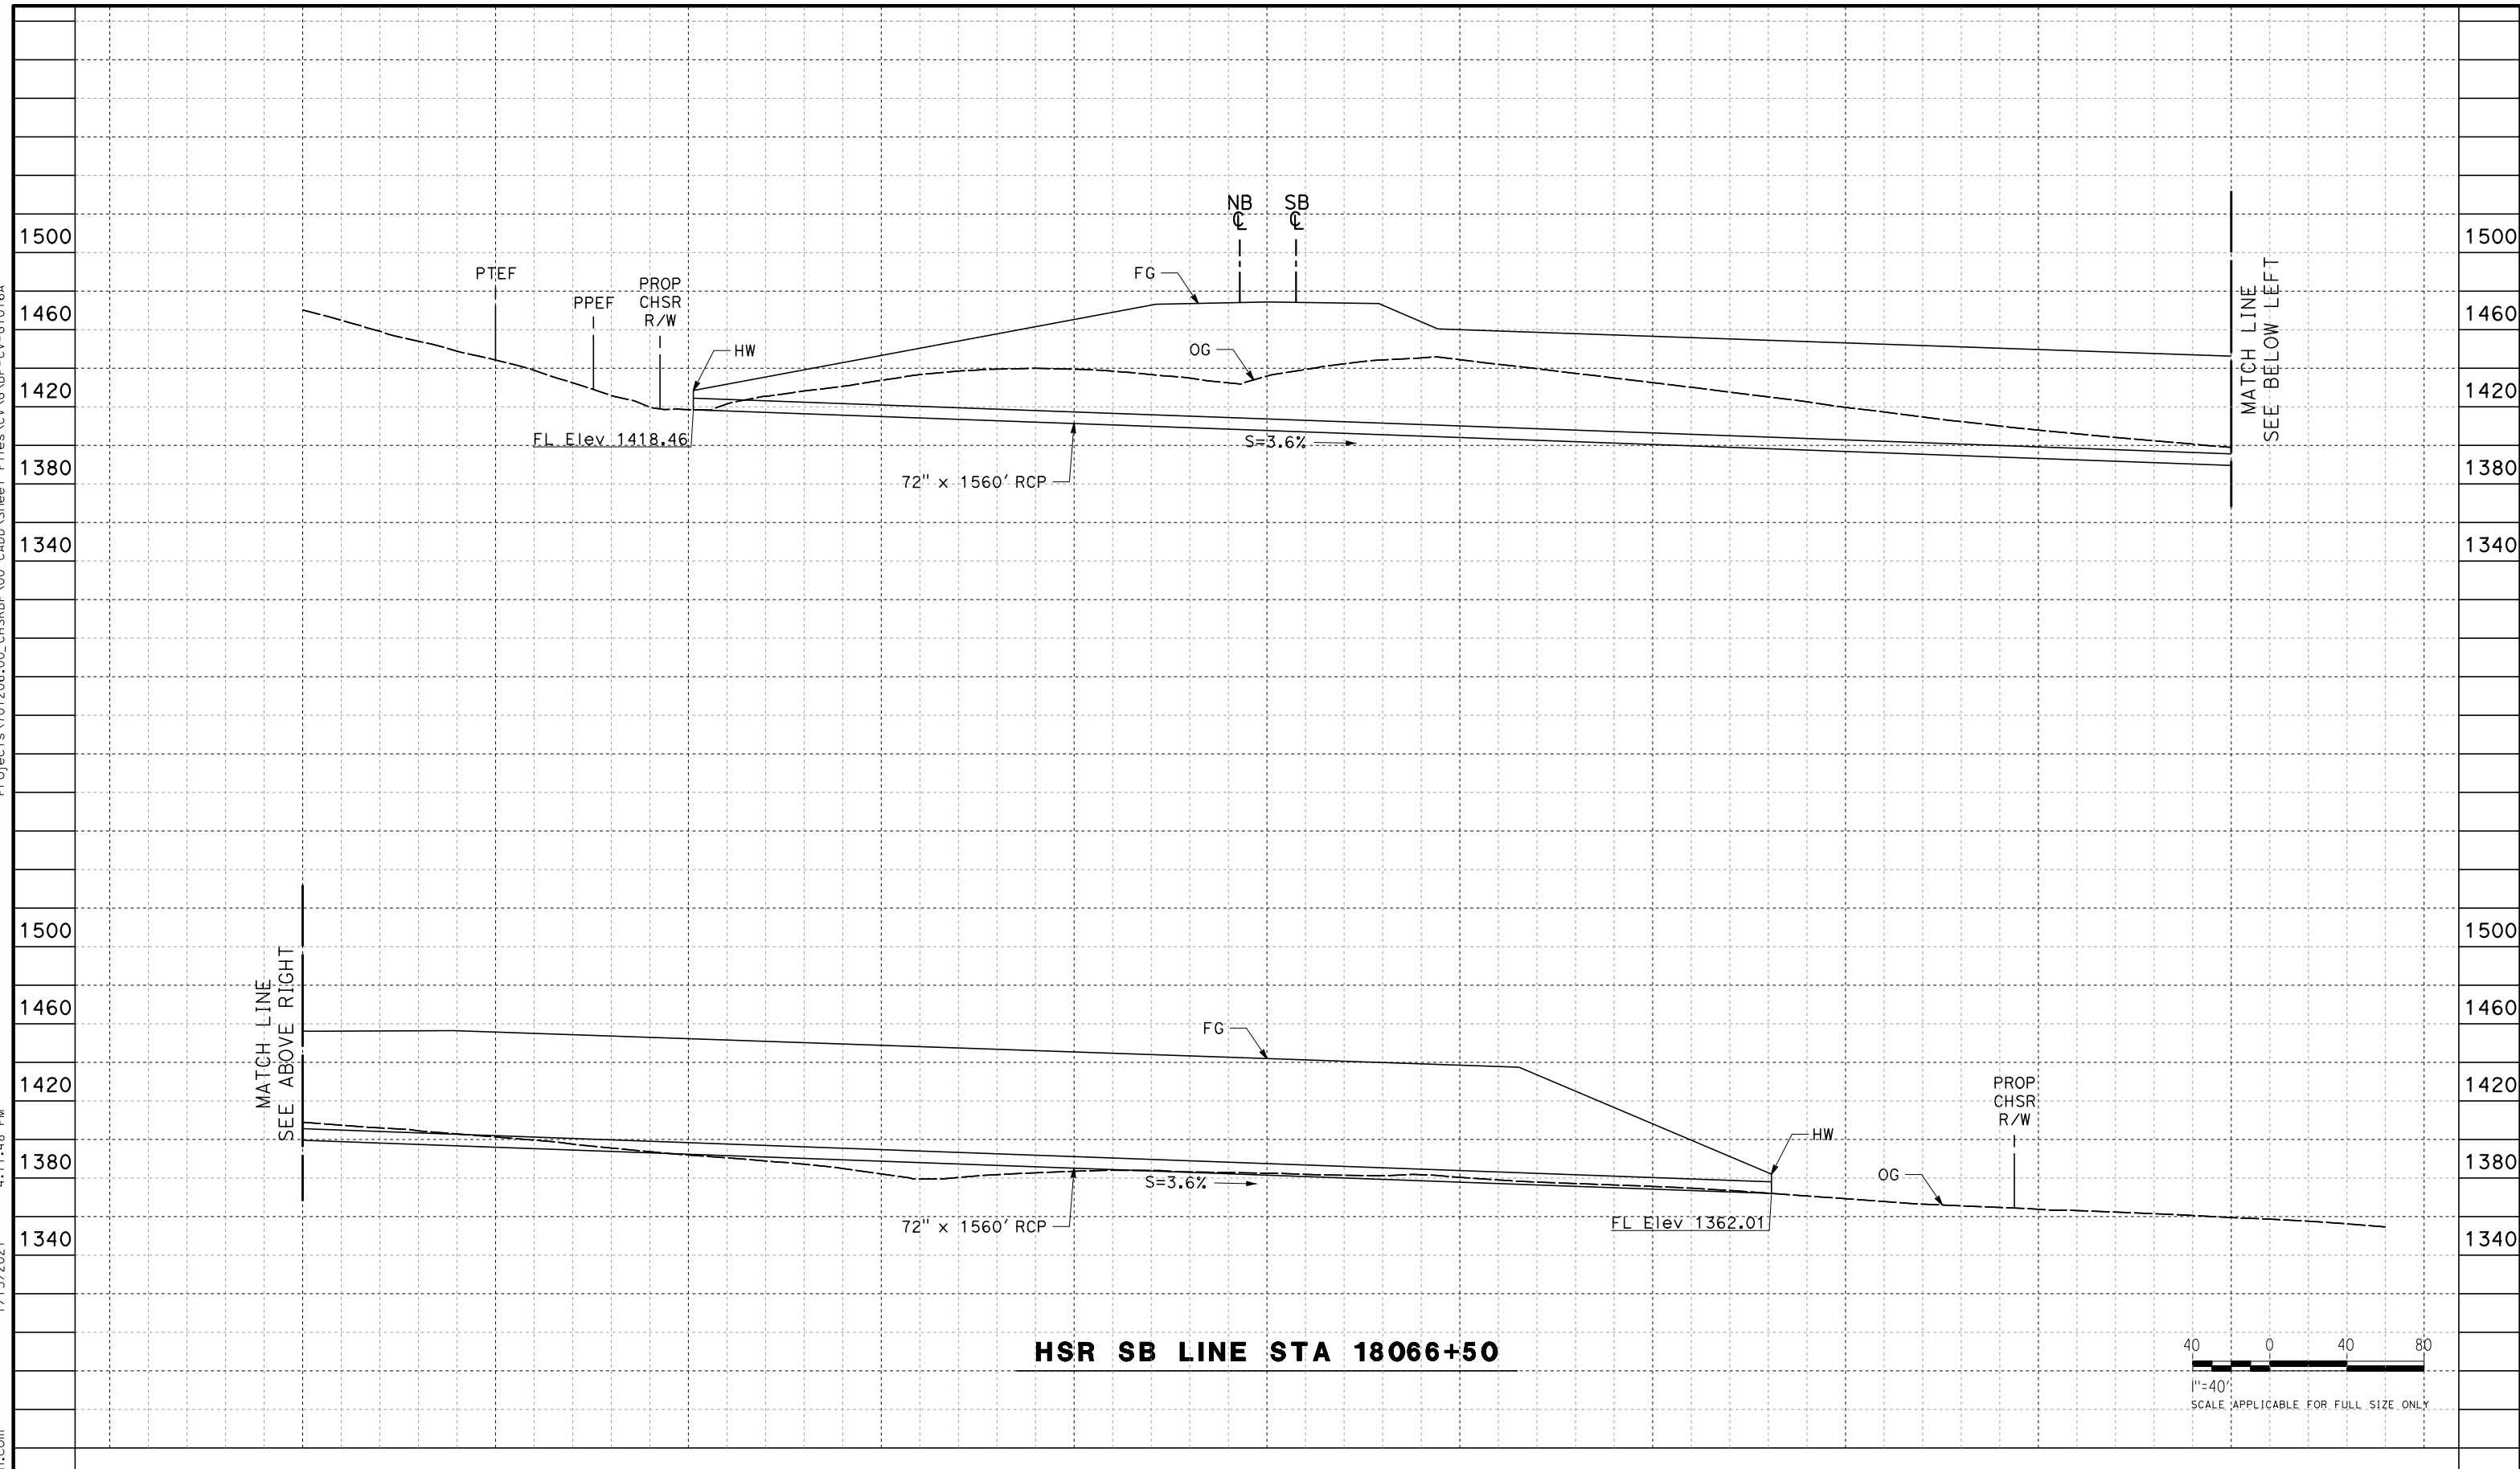 NB SB
℄ ℄
1500 1500
PTEF
FG
PROP
CHSR
R/W
PPEF
1460 1460
MATCH LINE
SEE BELOW LEFT
HW
OG
1420 1420
FL Elev 1418.46
S=3.6%
1380 1380
72" x 1560' RCP
1340 1340
1500 1500
MATCH LINE
SEE ABOVE RIGHT
1460 1460
FG
1420 1420
PROP
CHSR
R/W
HW
1380 1380
OG
S=3.6%
72" x 1560' RCP
FL Elev 1362.01
1340 1340
HSR SB LINE STA 18066+50
40 0 40 80
1"=40'
SCALE APPLICABLE FOR FULL SIZE ONLY